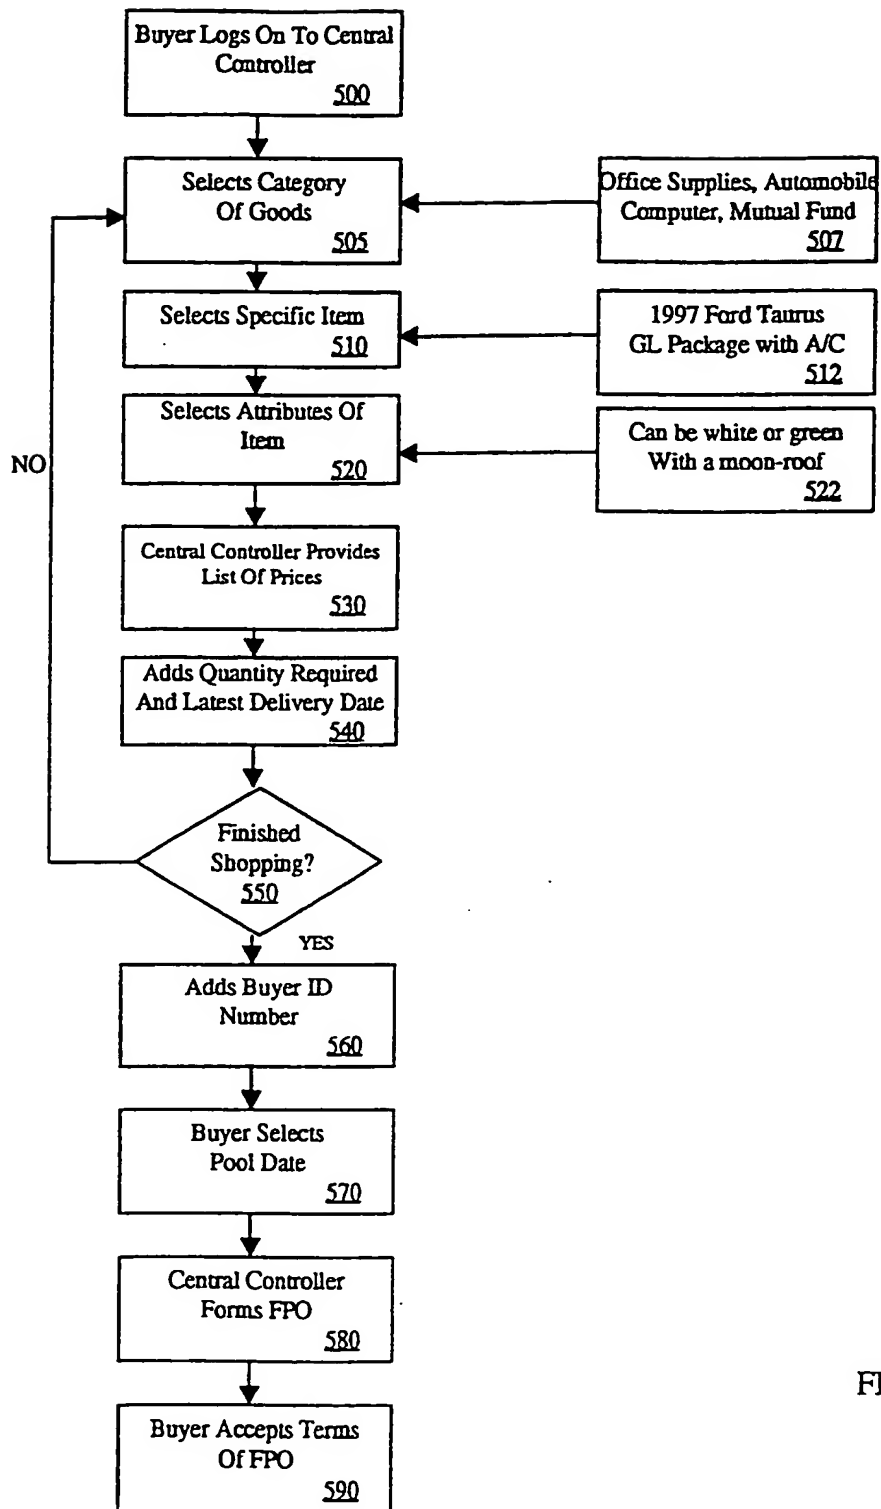 Buyer Logs On To Central
Controller
500
Selects Category
Of Goods
505
Office Supplies, Automobile
Computer, Mutual Fund
507
Selects Specific Item
510
1997 Ford Taurus
GL Package with A/C
512
Selects Attributes Of
Item
520
Can be white or green
With a moon-roof
522
NO
Central Controller Provides
List Of Prices
530
Adds Quantity Required
And Latest Delivery Date
540
Finished
Shopping?
550
YES
Adds Buyer ID
Number
560
Buyer Selects
Pool Date
570
Central Controller
Forms FPO
580
Buyer Accepts Terms
Of FPO
590